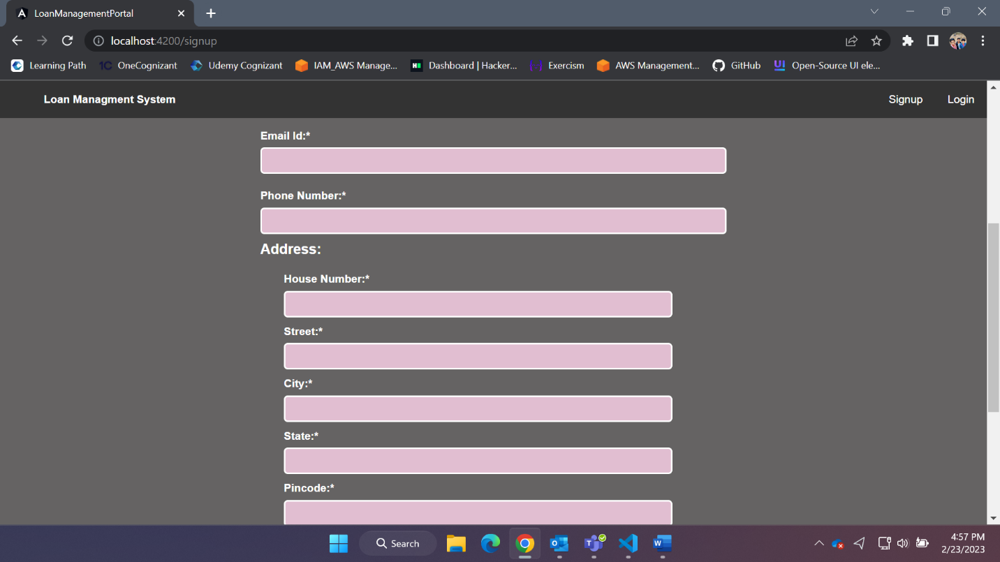 LoanManagementPortal
localhost:4200/signup
Learning Path OneCognizant Udemy Cognizant IAM_AWS Manage... Dashboard | Hacker... Exercism AWS Management... GitHub Open-Source UI ele...
Loan Managment System Signup Login
Email Id:*
Phone Number:*
Address:
House Number:*
Street:*
City:*
State:*
Pincode:*
Search
4:57 PM
2/23/2023